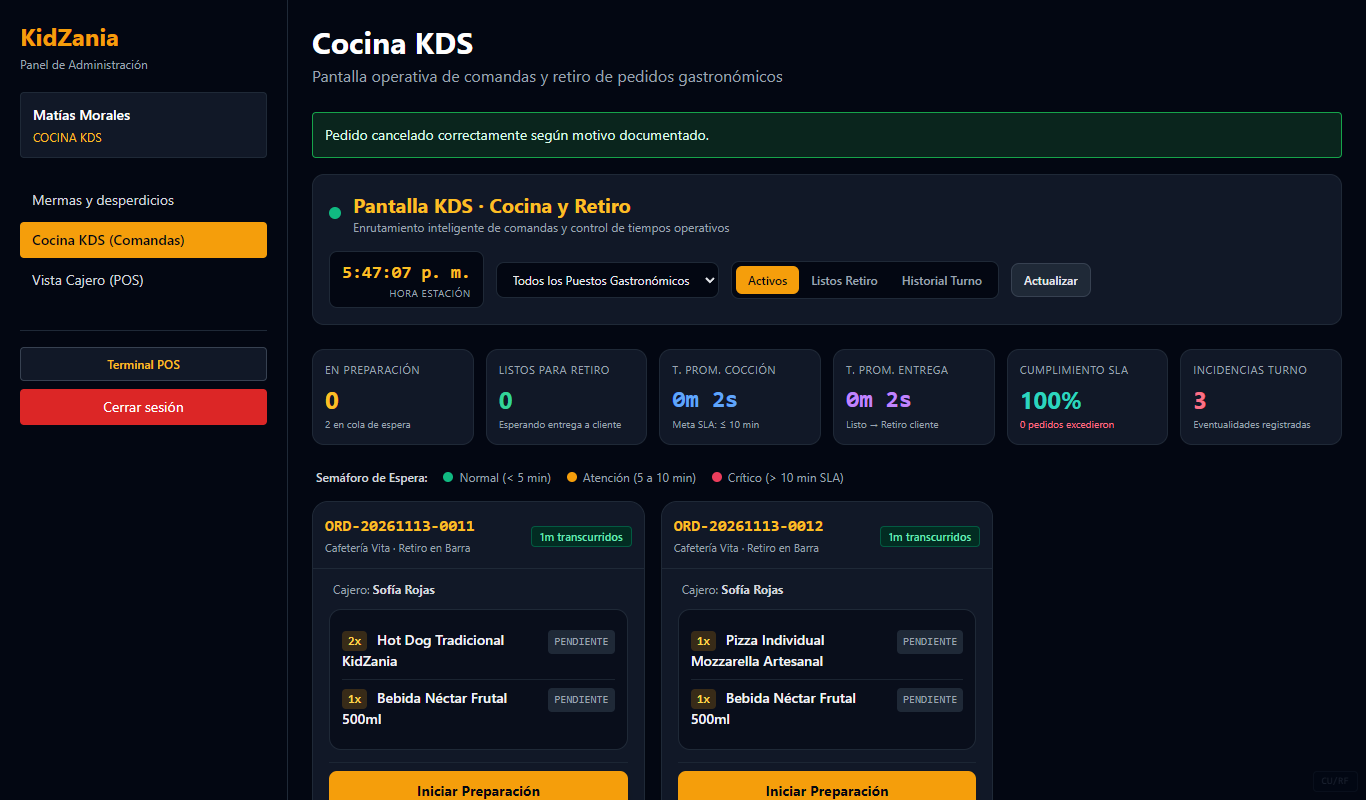 KidZania
Panel de Administración
Matías Morales
COCINA KDS
Mermas y desperdicios
Cocina KDS (Comandas)
Vista Cajero (POS)
Terminal POS
Cerrar sesión
Cocina KDS
Pantalla operativa de comandas y retiro de pedidos gastronómicos
Pedido cancelado correctamente según motivo documentado.
Pantalla KDS · Cocina y Retiro
Enrutamiento inteligente de comandas y control de tiempos operativos
5:47:07 p. m.
HORA ESTACIÓN
Todos los Puestos Gastronómicos
Activos
Listos Retiro
Historial Turno
Actualizar
EN PREPARACIÓN
0
2 en cola de espera
LISTOS PARA RETIRO
0
Esperando entrega a cliente
T. PROM. COCCIÓN
0m 2s
Meta SLA: ≤ 10 min
T. PROM. ENTREGA
0m 2s
Listo → Retiro cliente
CUMPLIMIENTO SLA
100%
0 pedidos excedieron
INCIDENCIAS TURNO
3
Eventualidades registradas
Semáforo de Espera: Normal (< 5 min) Atención (5 a 10 min) Crítico (> 10 min SLA)
ORD-20261113-0011
Cafetería Vita · Retiro en Barra
1m transcurridos
Cajero: Sofía Rojas
2x Hot Dog Tradicional
KidZania
PENDIENTE
1x Bebida Néctar Frutal
500ml
PENDIENTE
Iniciar Preparación
ORD-20261113-0012
Cafetería Vita · Retiro en Barra
1m transcurridos
Cajero: Sofía Rojas
1x Pizza Individual
Mozzarella Artesanal
PENDIENTE
1x Bebida Néctar Frutal
500ml
PENDIENTE
Iniciar Preparación
CU/RF